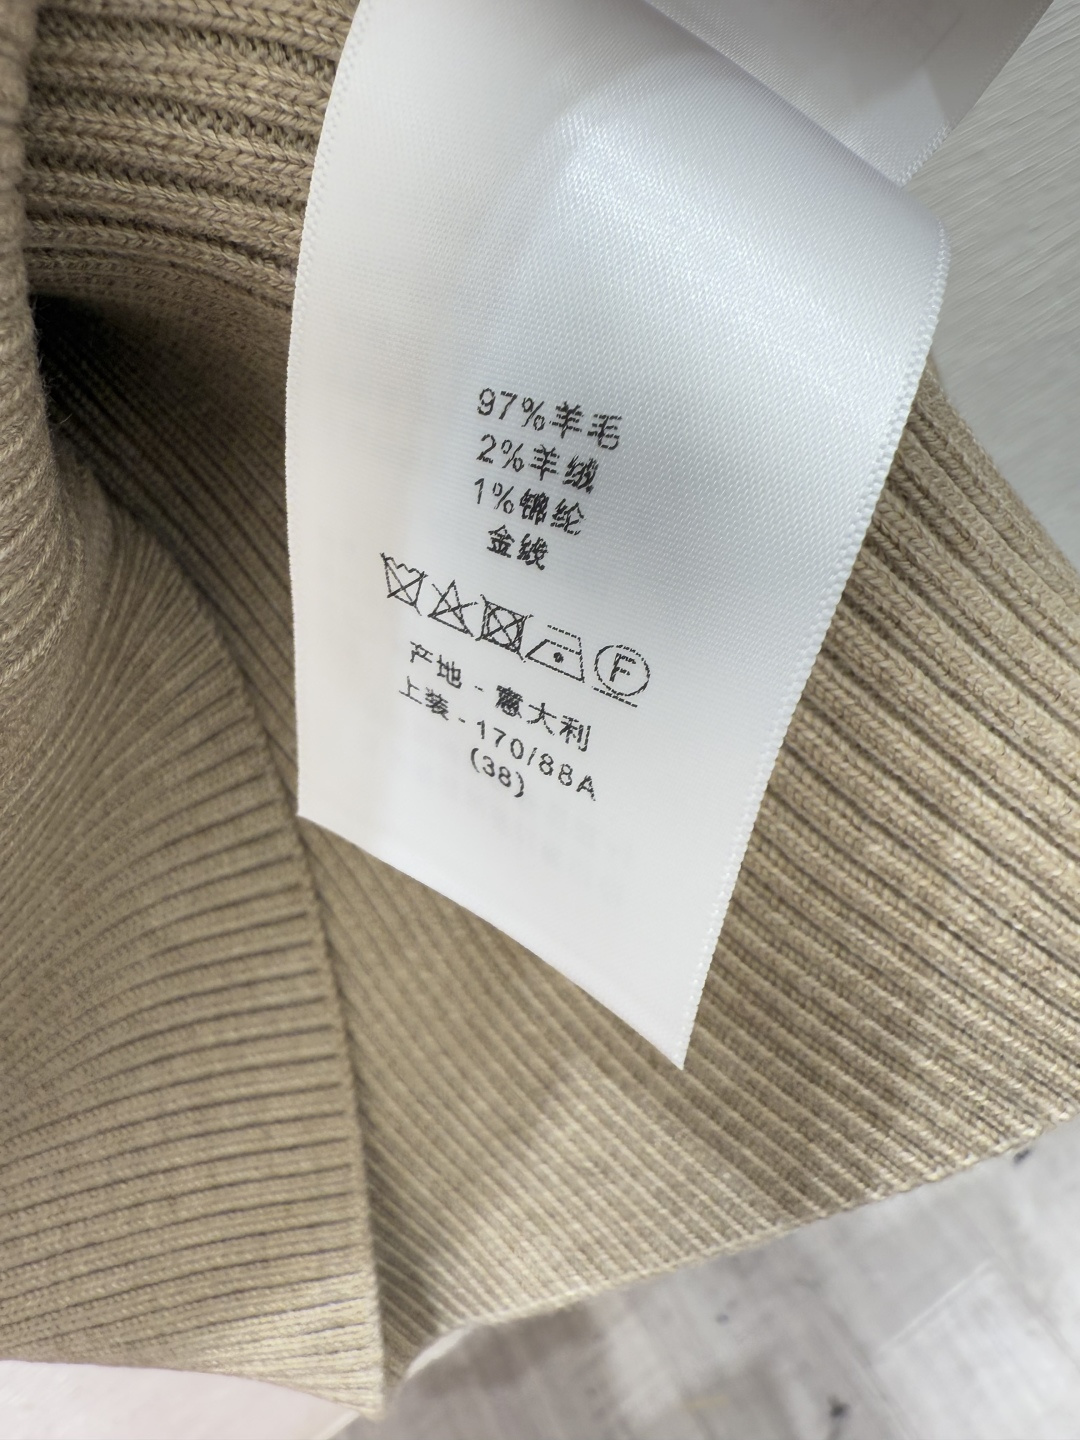 97%羊毛
2%羊绒
1%锦纶
金线
F
产地 - 意大利
上装 - 170/88A
(38)